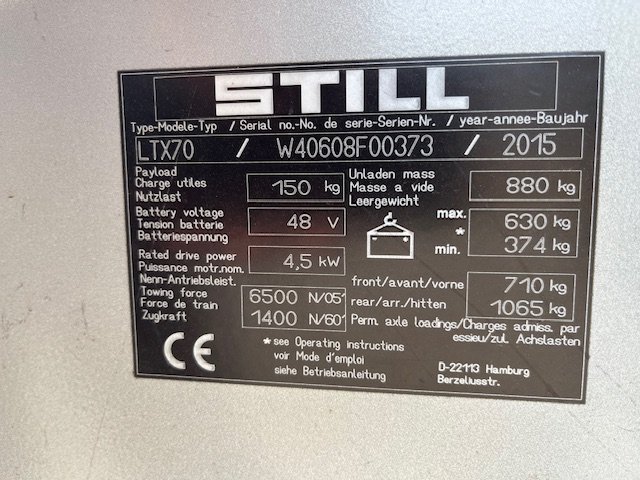 STILL
Type-Modele-Typ / Serial no.-No. de serie-Serien-Nr. / year-annee-Baujahr
LTX70 / W40608F00373 / 2015
Payload
Charge utiles
Nutzlast
150 kg
Unladen mass
Masse a vide
Leergewicht
880 kg
Battery voltage
Tension batterie
Batteriespannung
48 V
max. 630 kg
*
min. 374 kg
Rated drive power
Puissance motr.nom.
Nenn-Antriebsleist.
4,5 kW
Towing force
Force de train
Zugkraft
6500 N/05'
1400 N/60'
front/avant/vorne 710 kg
rear/arr./hitten 1065 kg
Perm. axle loadings/Charges admiss. par
essieu/zul. Achslasten
CE
*see Operating instructions
voir Mode d'emploi
siehe Betriebsanleitung
D-22113 Hamburg
Berzeliusstr.